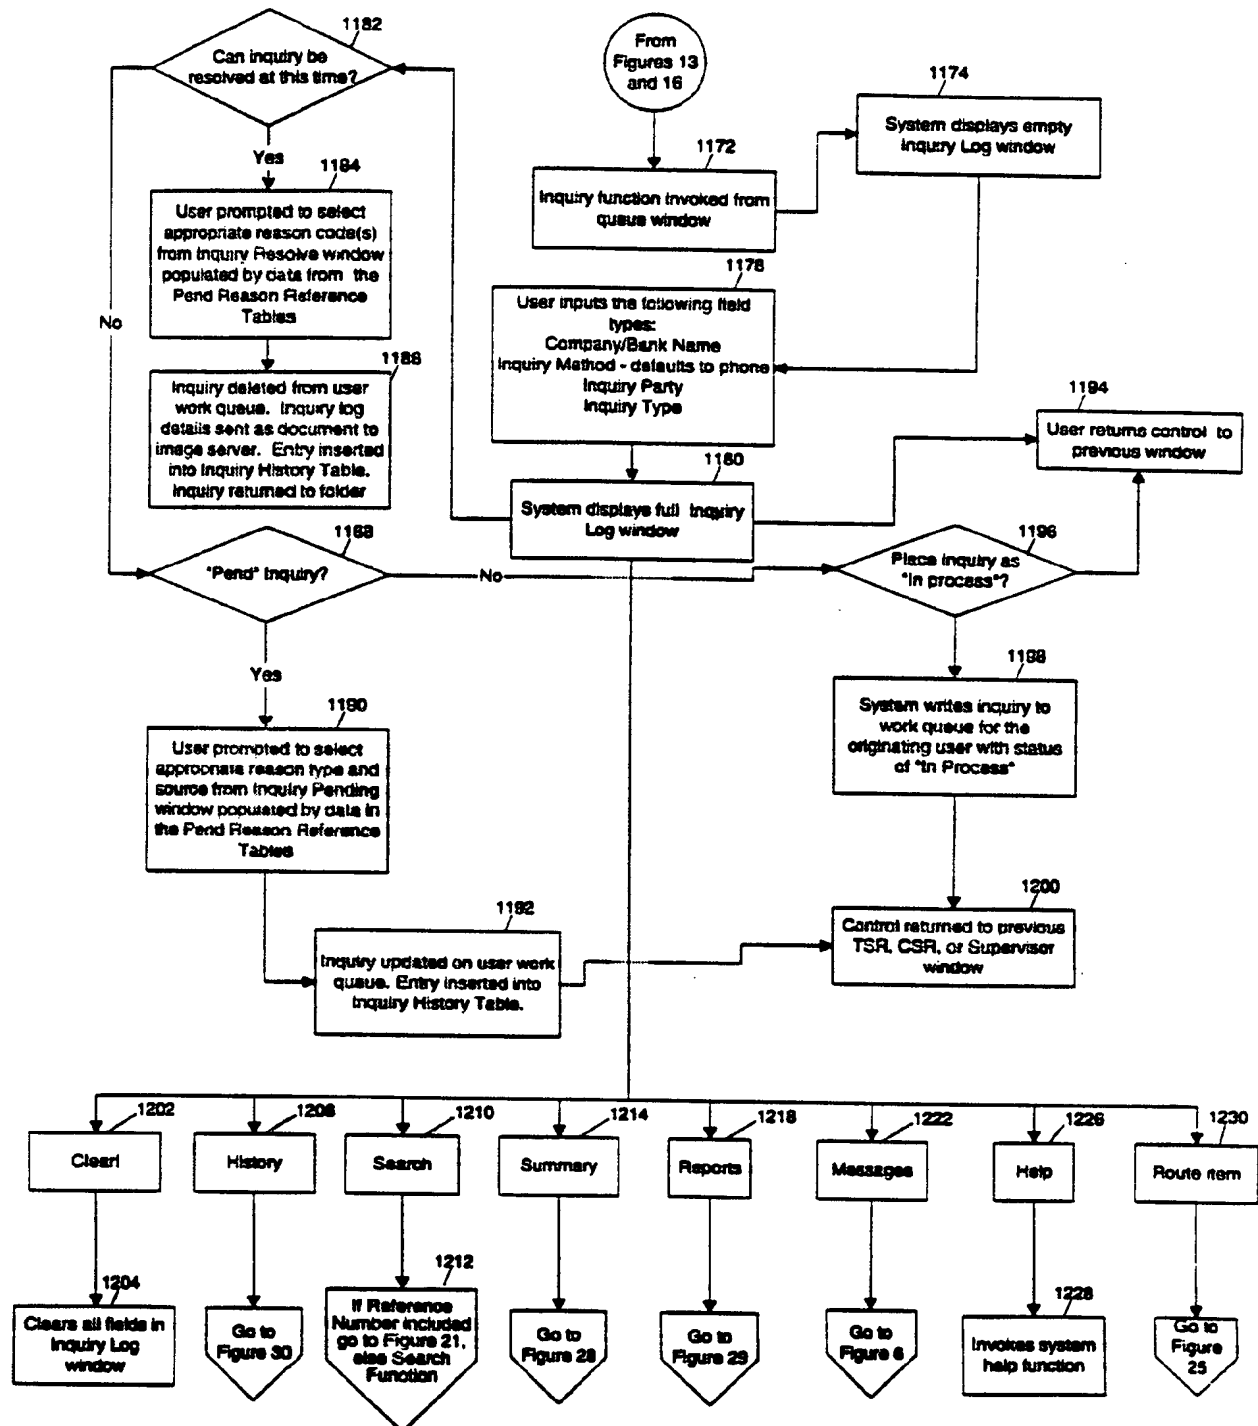 1182
Can inquiry be
resolved at this time?
From
Figures 13
and 16
1174
System displays empty
Inquiry Log window
1172
Inquiry function invoked from
queue window
Yes
1184
User prompted to select
appropriate reason code(s)
from Inquiry Resolve window
populated by data from the
Pend Reason Reference
Tables
No
1178
User inputs the following field
types:
Company/Bank Name
Inquiry Method - defaults to phone
Inquiry Party
Inquiry Type
1186
Inquiry deleted from user
work queue. Inquiry log
details sent as document to
image server. Entry inserted
into Inquiry History Table.
Inquiry returned to folder
1194
User returns control to
previous window
1180
System displays full Inquiry
Log window
1188
"Pend" Inquiry?
No
1196
Place inquiry as
"In process"?
Yes
1190
User prompted to select
appropriate reason type and
source from Inquiry Pending
window populated by data in
the Pend Reason Reference
Tables
1198
System writes inquiry to
work queue for the
originating user with status
of "In Process"
1192
Inquiry updated on user work
queue. Entry inserted into
Inquiry History Table.
1200
Control returned to previous
TSR, CSR, or Supervisor
window
1202
Clear!
1208
History
1210
Search
1214
Summary
1218
Reports
1222
Messages
1226
Help
1230
Route item
1204
Clears all fields in
Inquiry Log
window
Go to
Figure 30
1212
If Reference
Number included
go to Figure 21,
else Search
Function
Go to
Figure 28
Go to
Figure 29
Go to
Figure 6
1228
Invokes system
help function
Go to
Figure
25